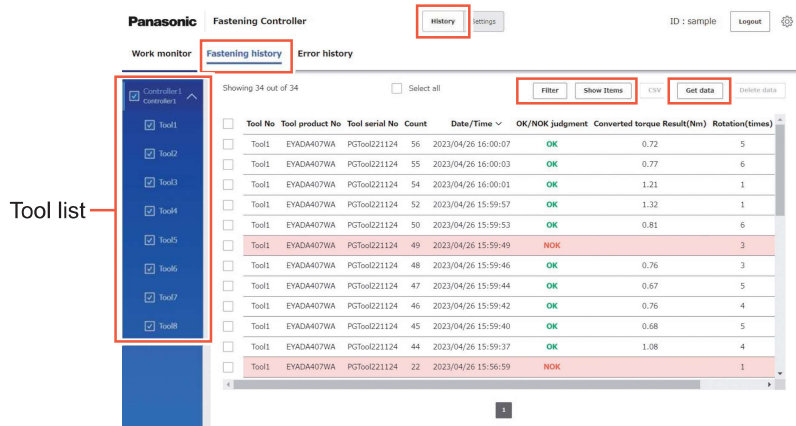 Panasonic Fastening Controller History Settings ID : sample Logout
Work monitor Fastening history Error history
Controller1
Controller1
Tool1
Tool2
Tool3
Tool4
Tool5
Tool6
Tool7
Tool8
Tool list
Showing 34 out of 34 Select all Filter Show Items CSV Get data Delete data
Tool No Tool product No Tool serial No Count Date/Time OK/NOK judgment Converted torque Result(Nm) Rotation(times)
Tool1 EYADA407WA PGTool221124 56 2023/04/26 16:00:07 OK 0.72 5
Tool1 EYADA407WA PGTool221124 55 2023/04/26 16:00:03 OK 0.77 6
Tool1 EYADA407WA PGTool221124 54 2023/04/26 16:00:01 OK 1.21 1
Tool1 EYADA407WA PGTool221124 52 2023/04/26 15:59:57 OK 1.32 1
Tool1 EYADA407WA PGTool221124 50 2023/04/26 15:59:53 OK 0.81 6
Tool1 EYADA407WA PGTool221124 49 2023/04/26 15:59:49 NOK 3
Tool1 EYADA407WA PGTool221124 48 2023/04/26 15:59:46 OK 0.76 3
Tool1 EYADA407WA PGTool221124 47 2023/04/26 15:59:44 OK 0.67 5
Tool1 EYADA407WA PGTool221124 46 2023/04/26 15:59:42 OK 0.76 4
Tool1 EYADA407WA PGTool221124 45 2023/04/26 15:59:40 OK 0.68 5
Tool1 EYADA407WA PGTool221124 44 2023/04/26 15:59:37 OK 1.08 4
Tool1 EYADA407WA PGTool221124 22 2023/04/26 15:56:59 NOK 1
1